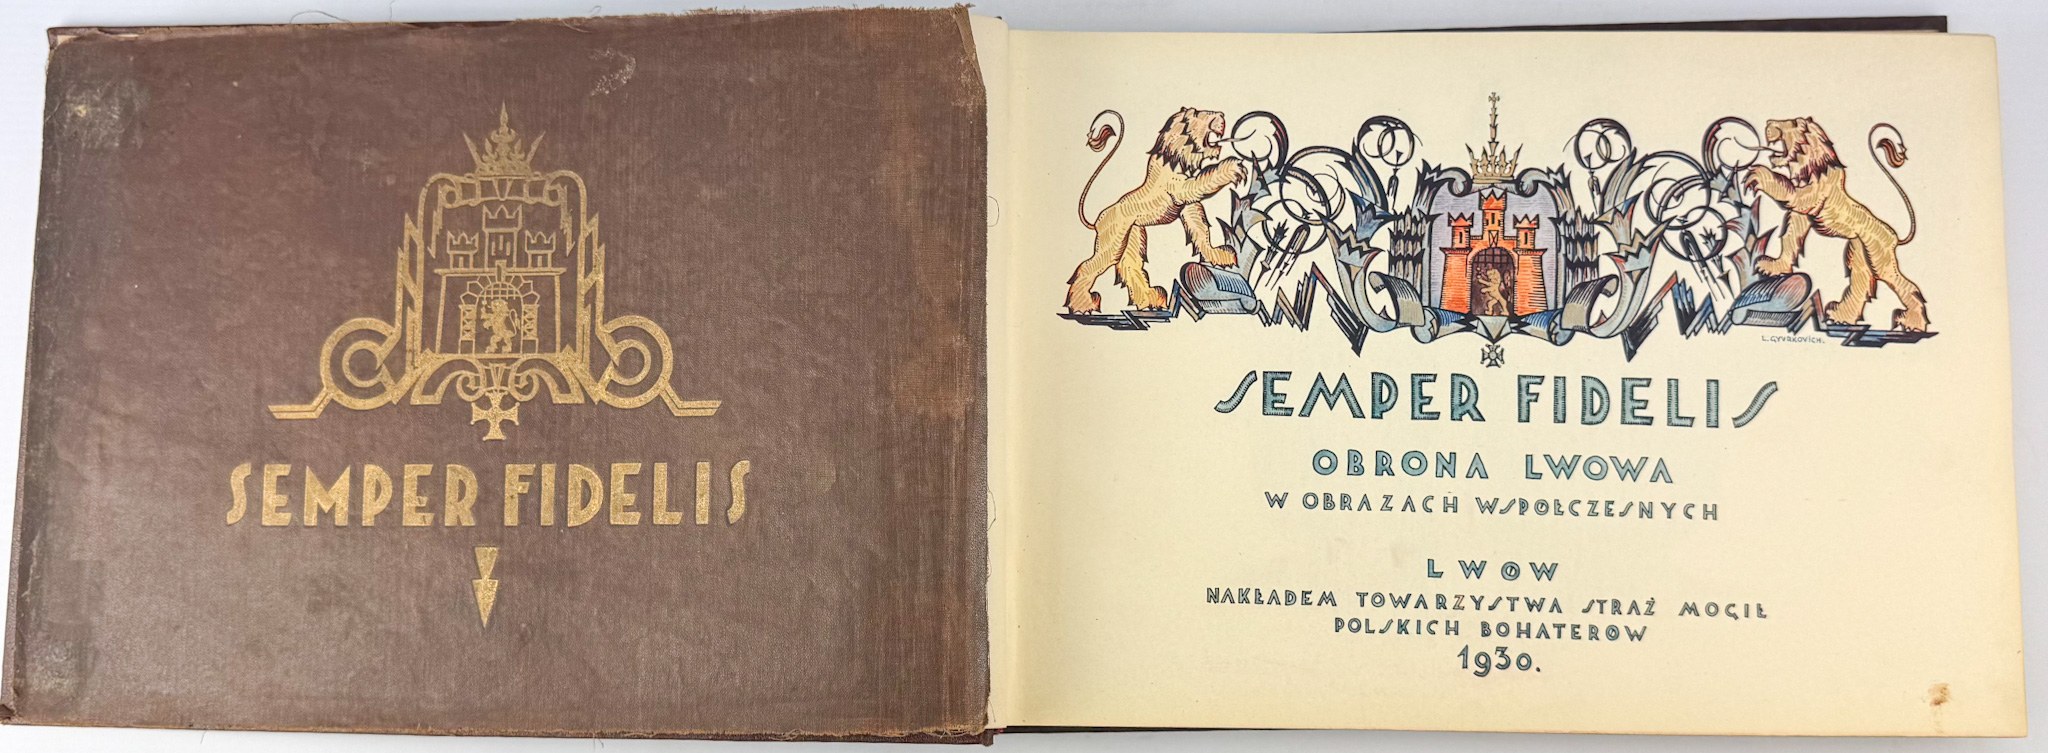 SEMPER FIDELIS
L. GYURKOVICH.
SEMPER FIDELIS
OBRONA LWOWA
W OBRAZACH WSPÓŁCZESNYCH
LWÓW
NAKŁADEM TOWARZYSTWA STRAŻ MOGIŁ
POLSKICH BOHATERÓW
1930.